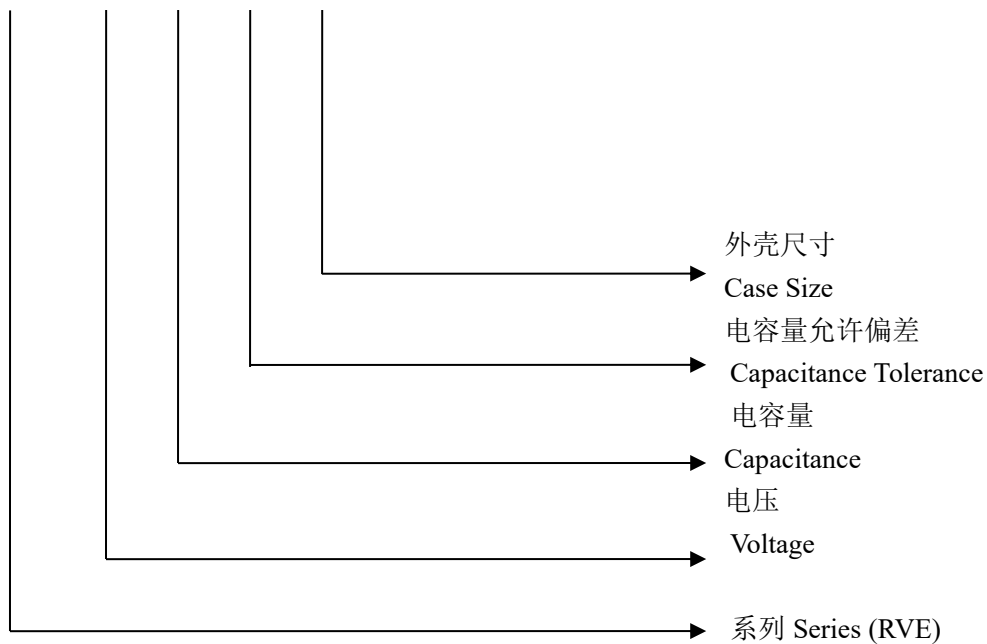 外壳尺寸
Case Size
电容量允许偏差
Capacitance Tolerance
电容量
Capacitance
电压
Voltage
系列 Series (RVE)